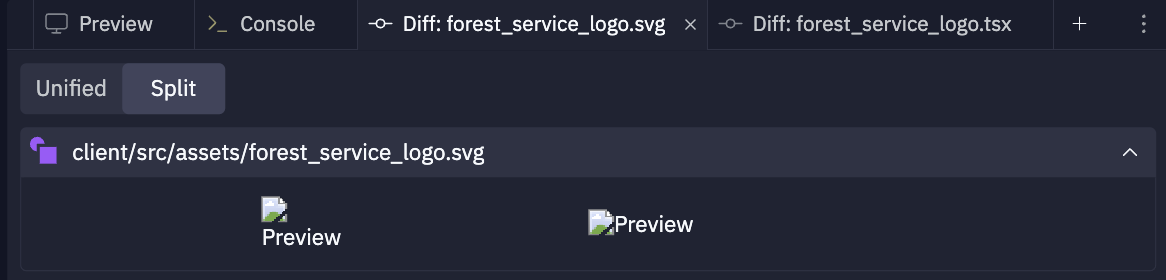 Preview
Console
Diff: forest_service_logo.svg
Diff: forest_service_logo.tsx
Unified
Split
client/src/assets/forest_service_logo.svg
Preview
Preview